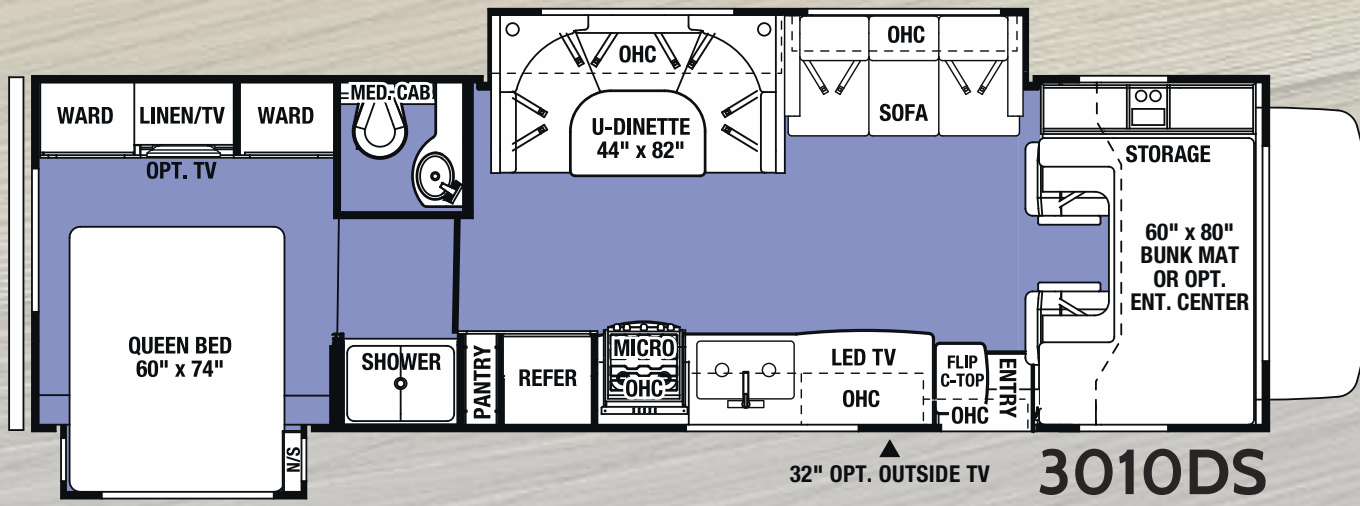 OHC
OHC
MED. CAB
WARD
LINEN/TV
WARD
U-DINETTE
44" x 82"
SOFA
OPT. TV
STORAGE
60" x 80"
BUNK MAT
OR OPT.
ENT. CENTER
QUEEN BED
60" x 74"
SHOWER
PANTRY
REFER
MICRO
OHC
LED TV
OHC
FLIP
C-TOP
OHC
ENTRY
N/S
32" OPT. OUTSIDE TV
3010DS